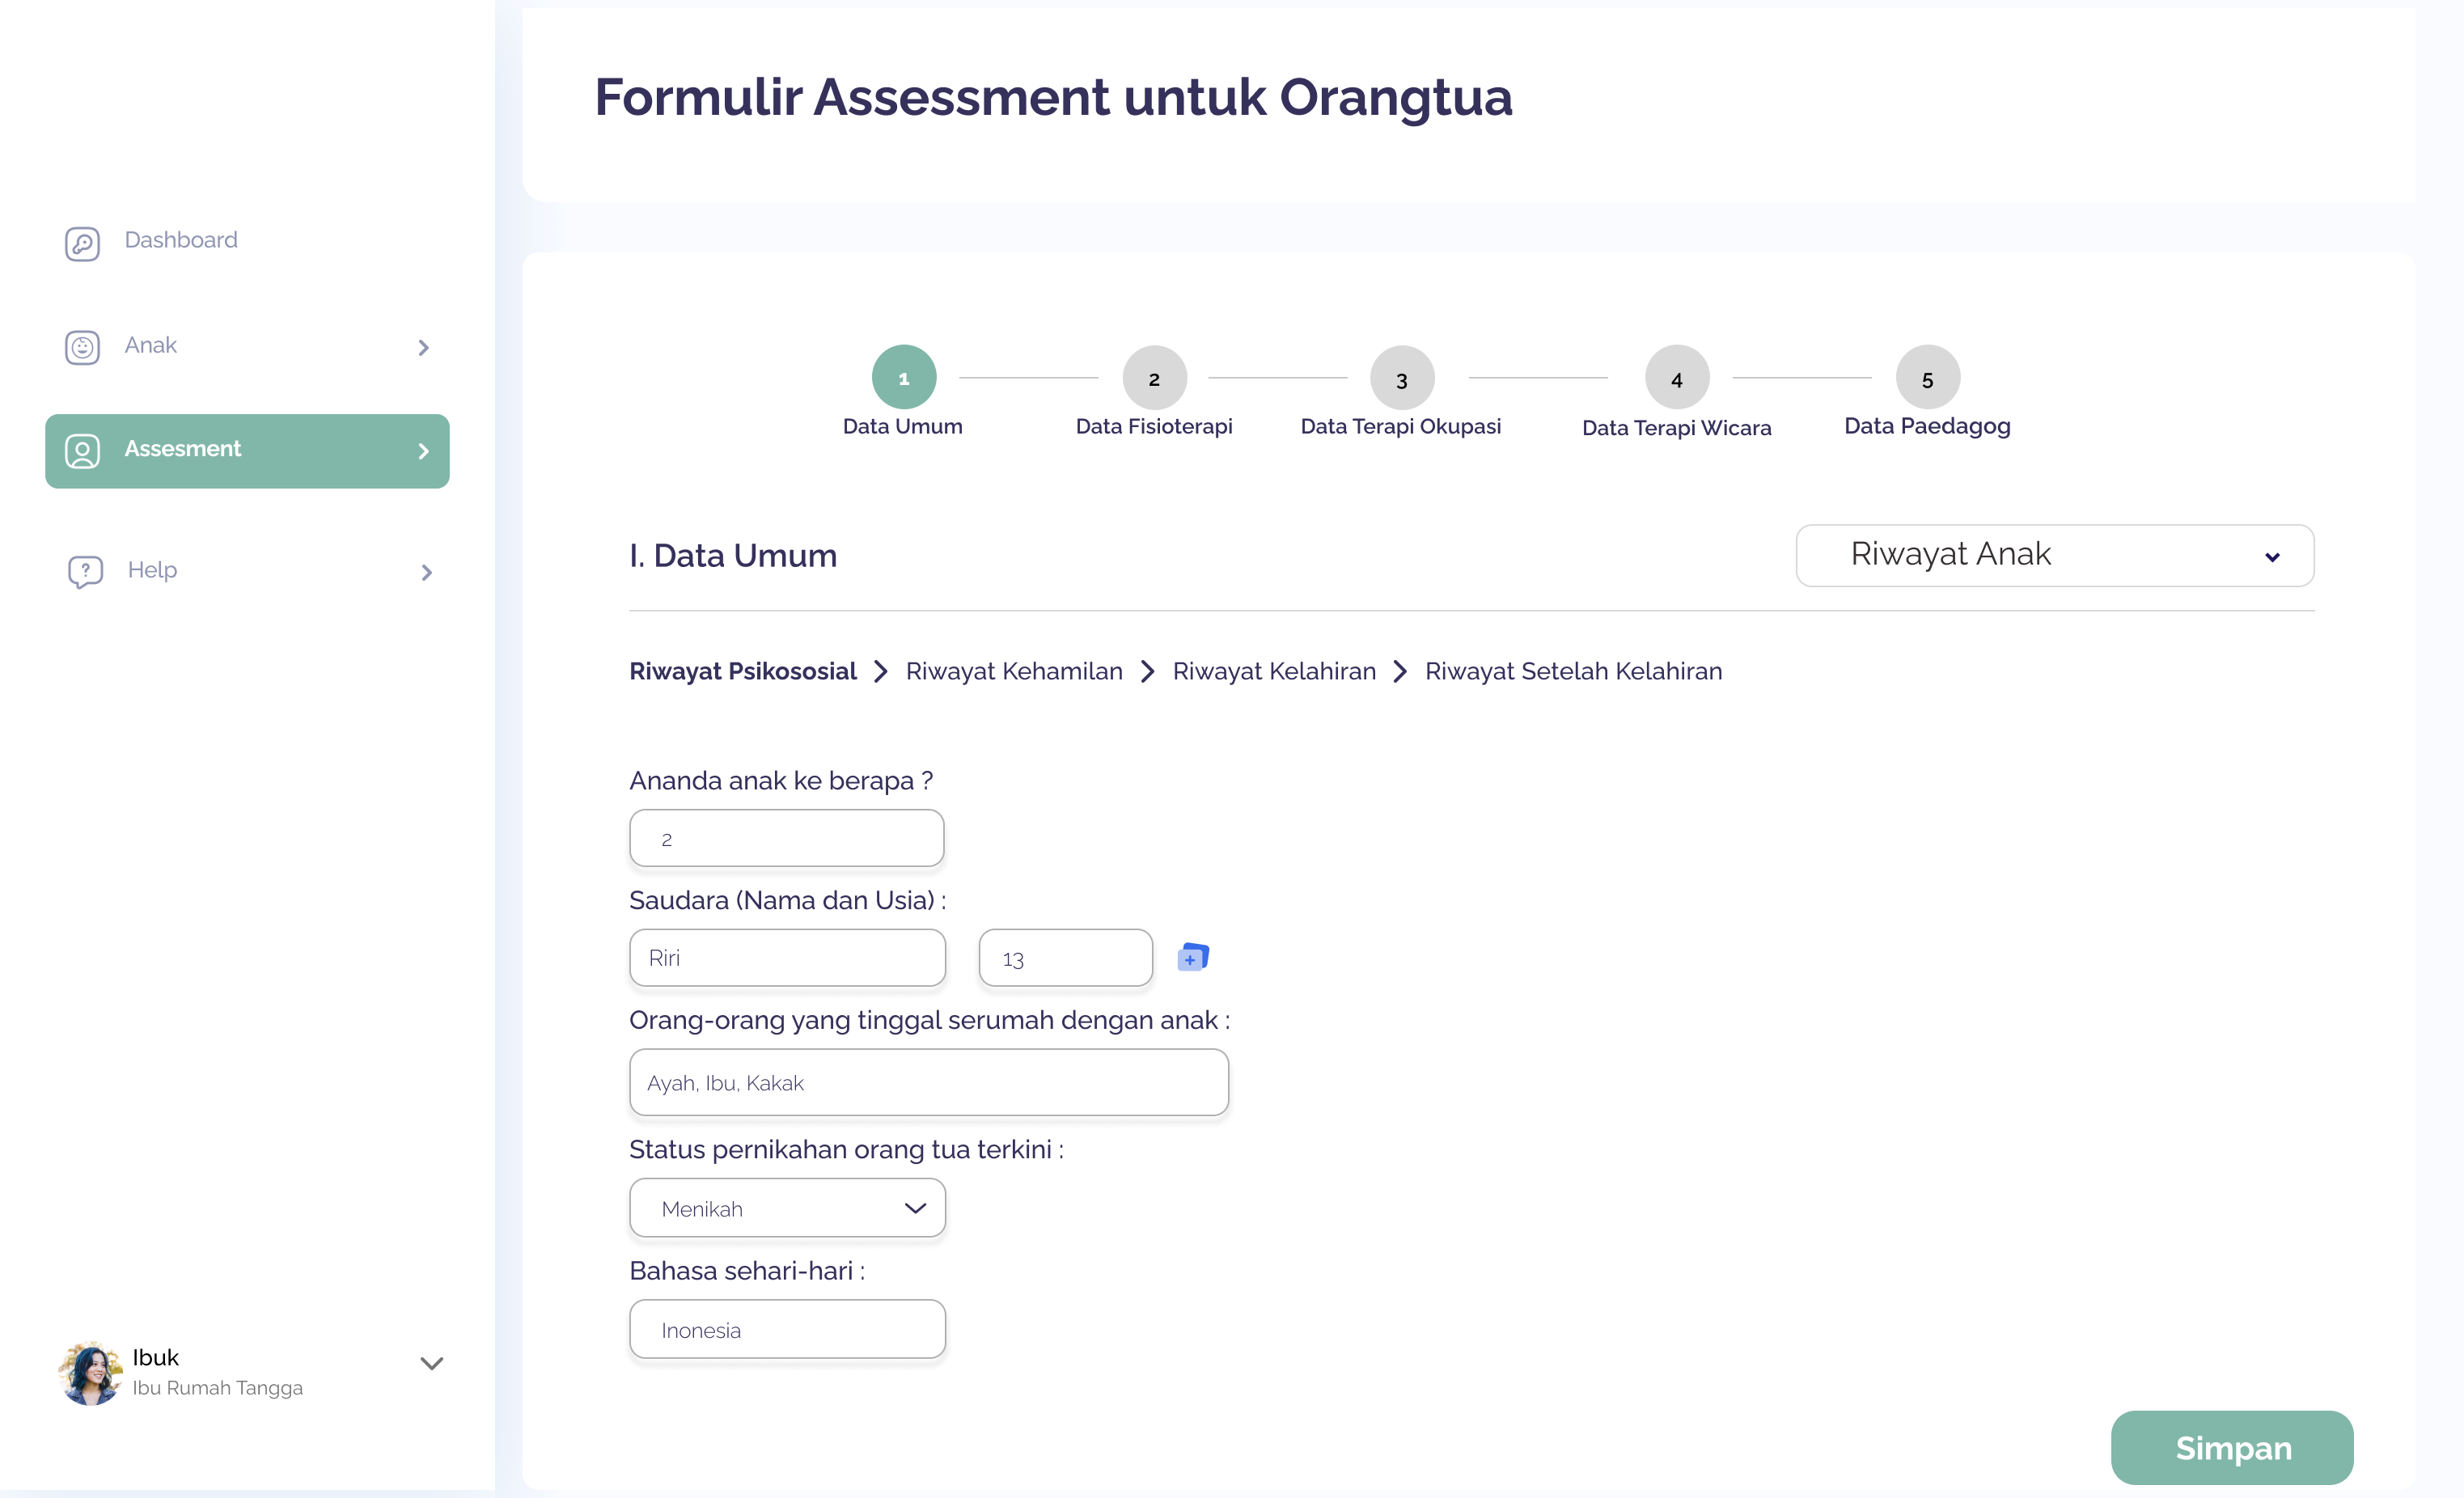 Formulir Assessment untuk Orangtua
Dashboard
Anak
Assesment
Help
Ibuk
Ibu Rumah Tangga
1
2
3
4
5
Data Umum
Data Fisioterapi
Data Terapi Okupasi
Data Terapi Wicara
Data Paedagog
I. Data Umum
Riwayat Anak
Riwayat Psikososial > Riwayat Kehamilan > Riwayat Kelahiran > Riwayat Setelah Kelahiran
Ananda anak ke berapa ?
2
Saudara (Nama dan Usia) :
Riri
13
Orang-orang yang tinggal serumah dengan anak :
Ayah, Ibu, Kakak
Status pernikahan orang tua terkini :
Menikah
Bahasa sehari-hari :
Inonesia
Simpan